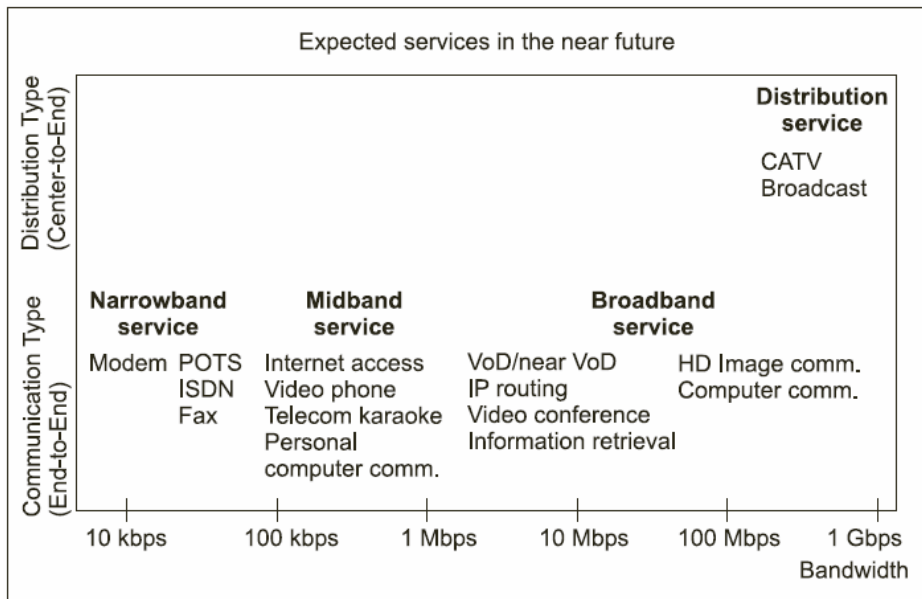 Expected services in the near future
Distribution Type
(Center-to-End)
Distribution
service
CATV
Broadcast
Communication Type
(End-to-End)
Narrowband
service
Modem POTS
ISDN
Fax
Midband
service
Internet access
Video phone
Telecom karaoke
Personal
computer comm.
Broadband
service
VoD/near VoD
IP routing
Video conference
Information retrieval
HD Image comm.
Computer comm.
10 kbps 100 kbps 1 Mbps 10 Mbps 100 Mbps 1 Gbps
Bandwidth